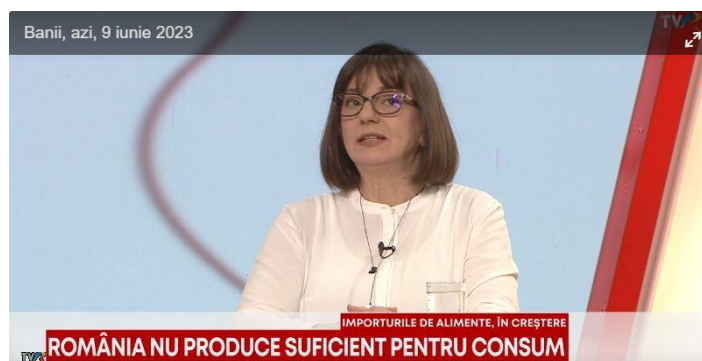 Banii, azi, 9 iunie 2023
TVR
IMPORTURILE DE ALIMENTE, ÎN CREȘTERE
ROMÂNIA NU PRODUCE SUFICIENT PENTRU CONSUM